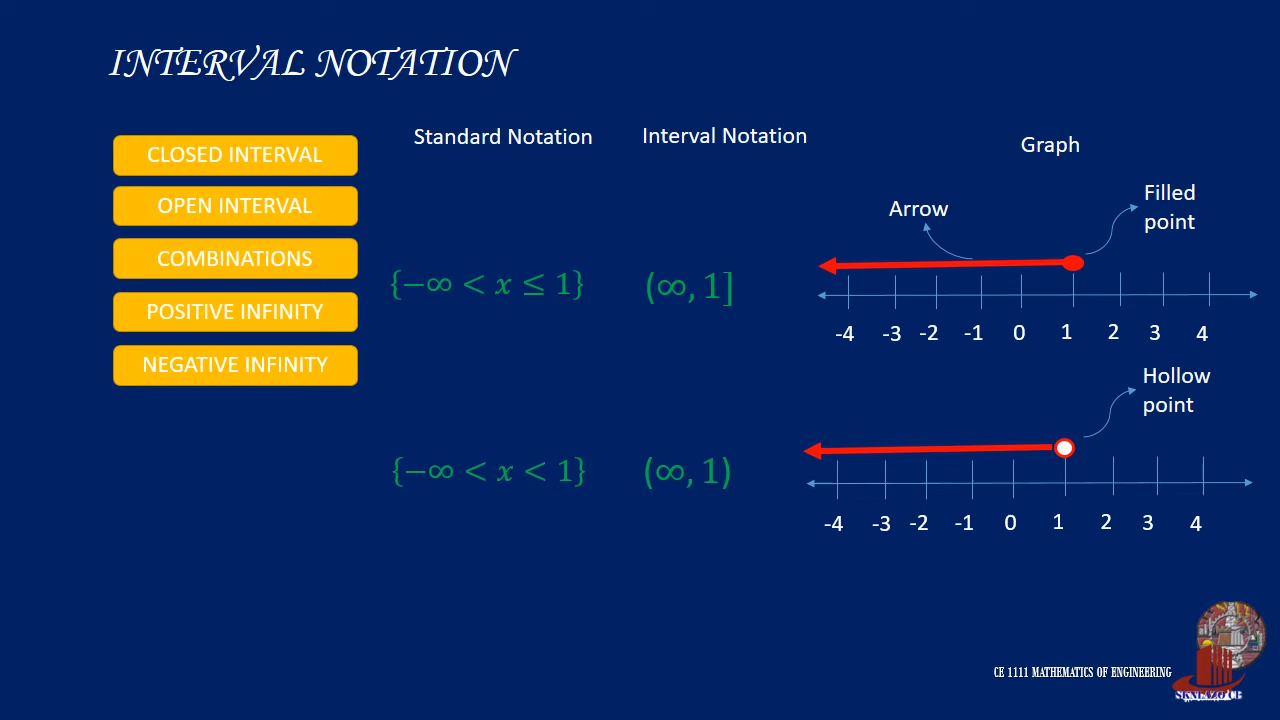 INTERVAL NOTATION
Standard Notation
Interval Notation
Graph
CLOSED INTERVAL
OPEN INTERVAL
COMBINATIONS
POSITIVE INFINITY
NEGATIVE INFINITY
Arrow
Filled
point
{−∞ < x ≤ 1}
(∞, 1]
-4 -3 -2 -1 0 1 2 3 4
Hollow
point
{−∞ < x < 1}
(∞, 1)
-4 -3 -2 -1 0 1 2 3 4
CE 1111 MATHEMATICS OF ENGINEERING